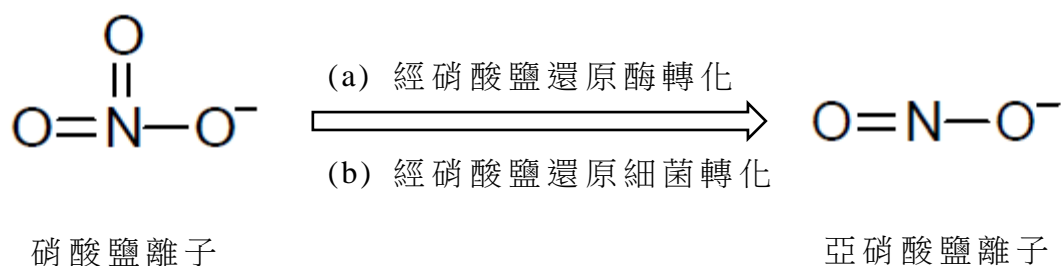 O
O=N—O⁻
(a) 經硝酸鹽還原酶轉化
(b) 經硝酸鹽還原細菌轉化
O=N—O⁻
硝酸鹽離子
亞硝酸鹽離子